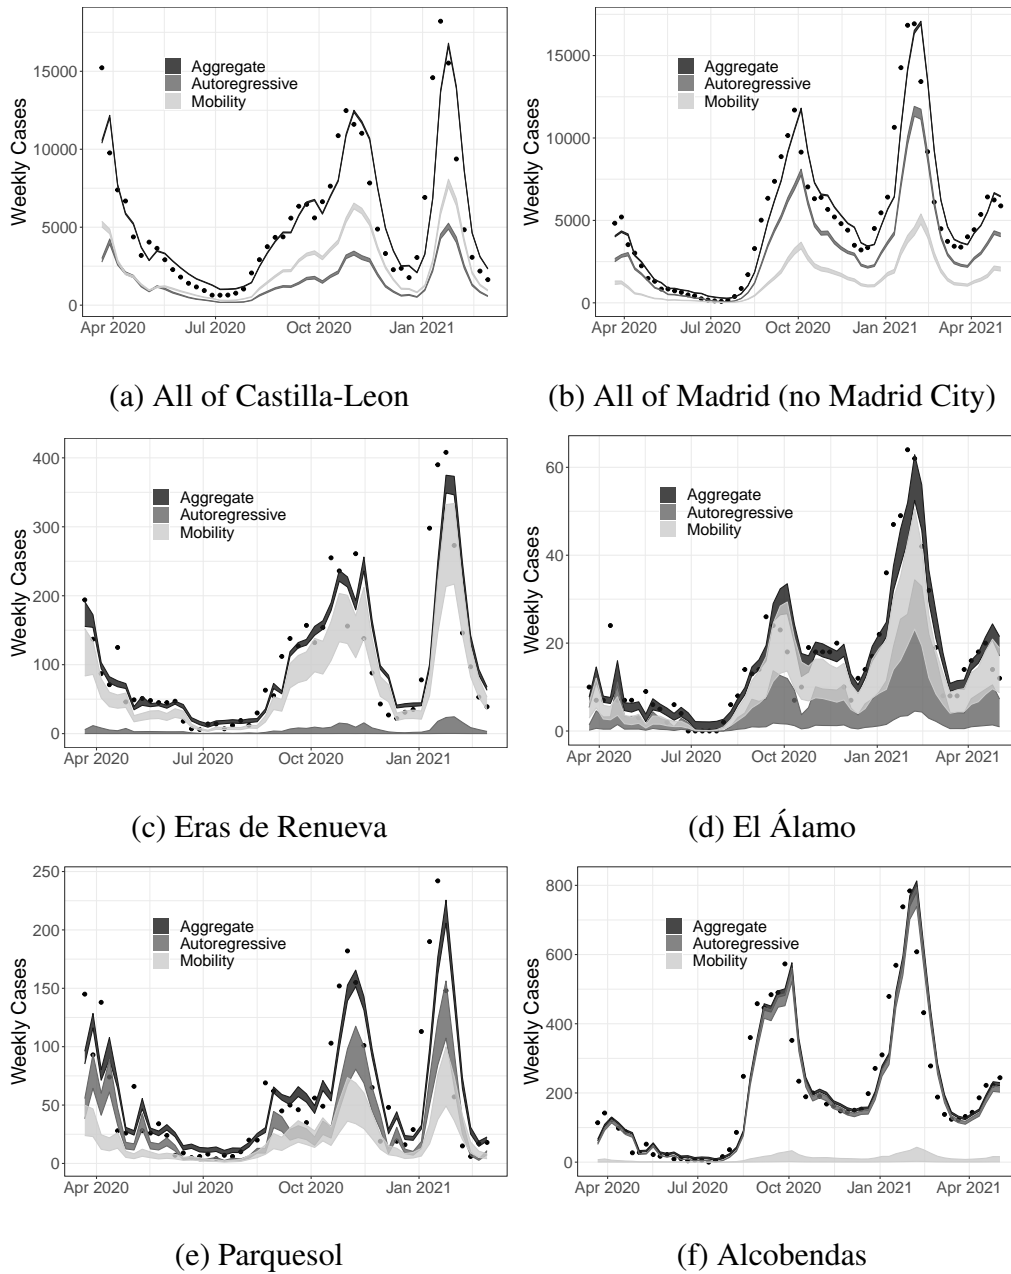 Weekly Cases
15000
10000
5000
0
Aggregate
Autoregressive
Mobility
Apr 2020
Jul 2020
Oct 2020
Jan 2021
(a) All of Castilla-Leon
Weekly Cases
15000
10000
5000
0
Aggregate
Autoregressive
Mobility
Apr 2020
Jul 2020
Oct 2020
Jan 2021
Apr 2021
(b) All of Madrid (no Madrid City)
Weekly Cases
400
300
200
100
0
Aggregate
Autoregressive
Mobility
Apr 2020
Jul 2020
Oct 2020
Jan 2021
(c) Eras de Renueva
Weekly Cases
60
40
20
0
Aggregate
Autoregressive
Mobility
Apr 2020
Jul 2020
Oct 2020
Jan 2021
Apr 2021
(d) El Álamo
Weekly Cases
250
200
150
100
50
0
Aggregate
Autoregressive
Mobility
Apr 2020
Jul 2020
Oct 2020
Jan 2021
(e) Parquesol
Weekly Cases
800
600
400
200
0
Aggregate
Autoregressive
Mobility
Apr 2020
Jul 2020
Oct 2020
Jan 2021
Apr 2021
(f) Alcobendas